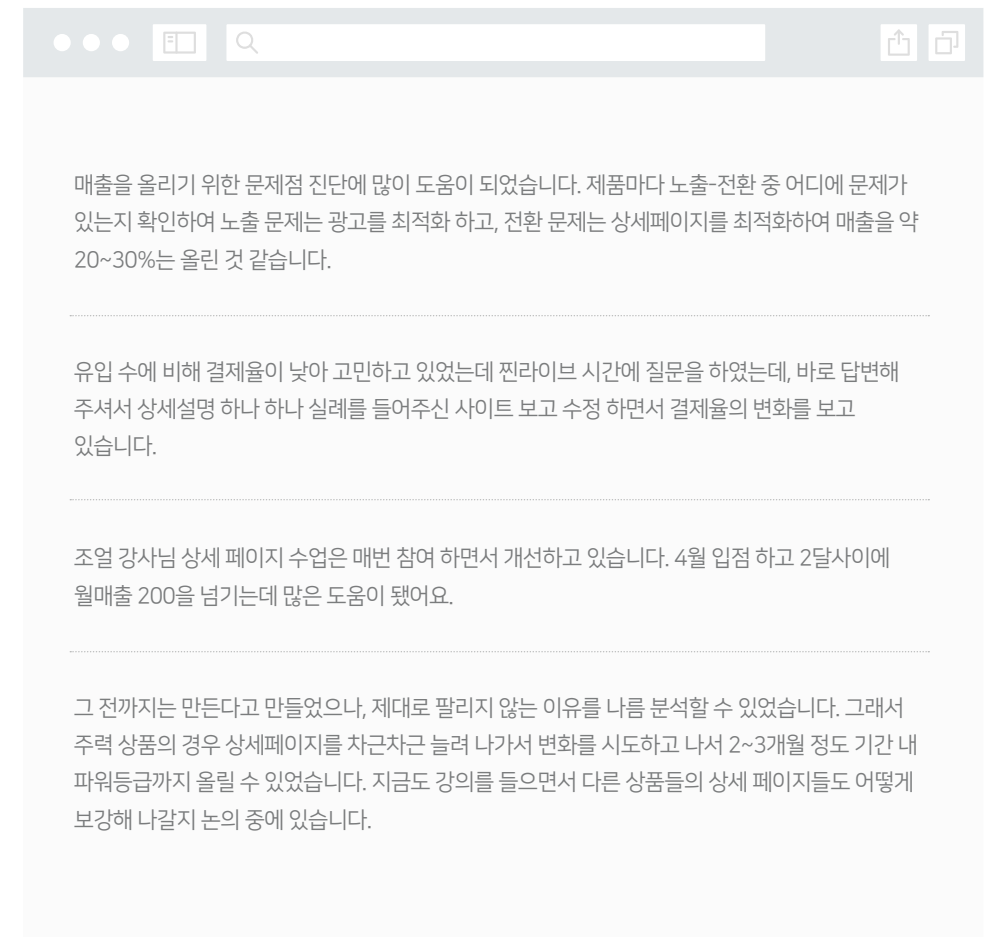 매출을 올리기 위한 문제점 진단에 많이 도움이 되었습니다. 제품마다 노출-전환 중 어디에 문제가
있는지 확인하여 노출 문제는 광고를 최적화 하고, 전환 문제는 상세페이지를 최적화하여 매출을 약
20~30%는 올린 것 같습니다.
유입 수에 비해 결제율이 낮아 고민하고 있었는데 찐라이브 시간에 질문을 하였는데, 바로 답변해
주셔서 상세설명 하나 하나 실례를 들어주신 사이트 보고 수정 하면서 결제율의 변화를 보고
있습니다.
조얼 강사님 상세 페이지 수업은 매번 참여 하면서 개선하고 있습니다. 4월 입점 하고 2달사이에
월매출 200을 넘기는데 많은 도움이 됐어요.
그 전까지는 만든다고 만들었으나, 제대로 팔리지 않는 이유를 나름 분석할 수 있었습니다. 그래서
주력 상품의 경우 상세페이지를 차근차근 늘려 나가서 변화를 시도하고 나서 2~3개월 정도 기간 내
파워등급까지 올릴 수 있었습니다. 지금도 강의를 들으면서 다른 상품들의 상세 페이지들도 어떻게
보강해 나갈지 논의 중에 있습니다.